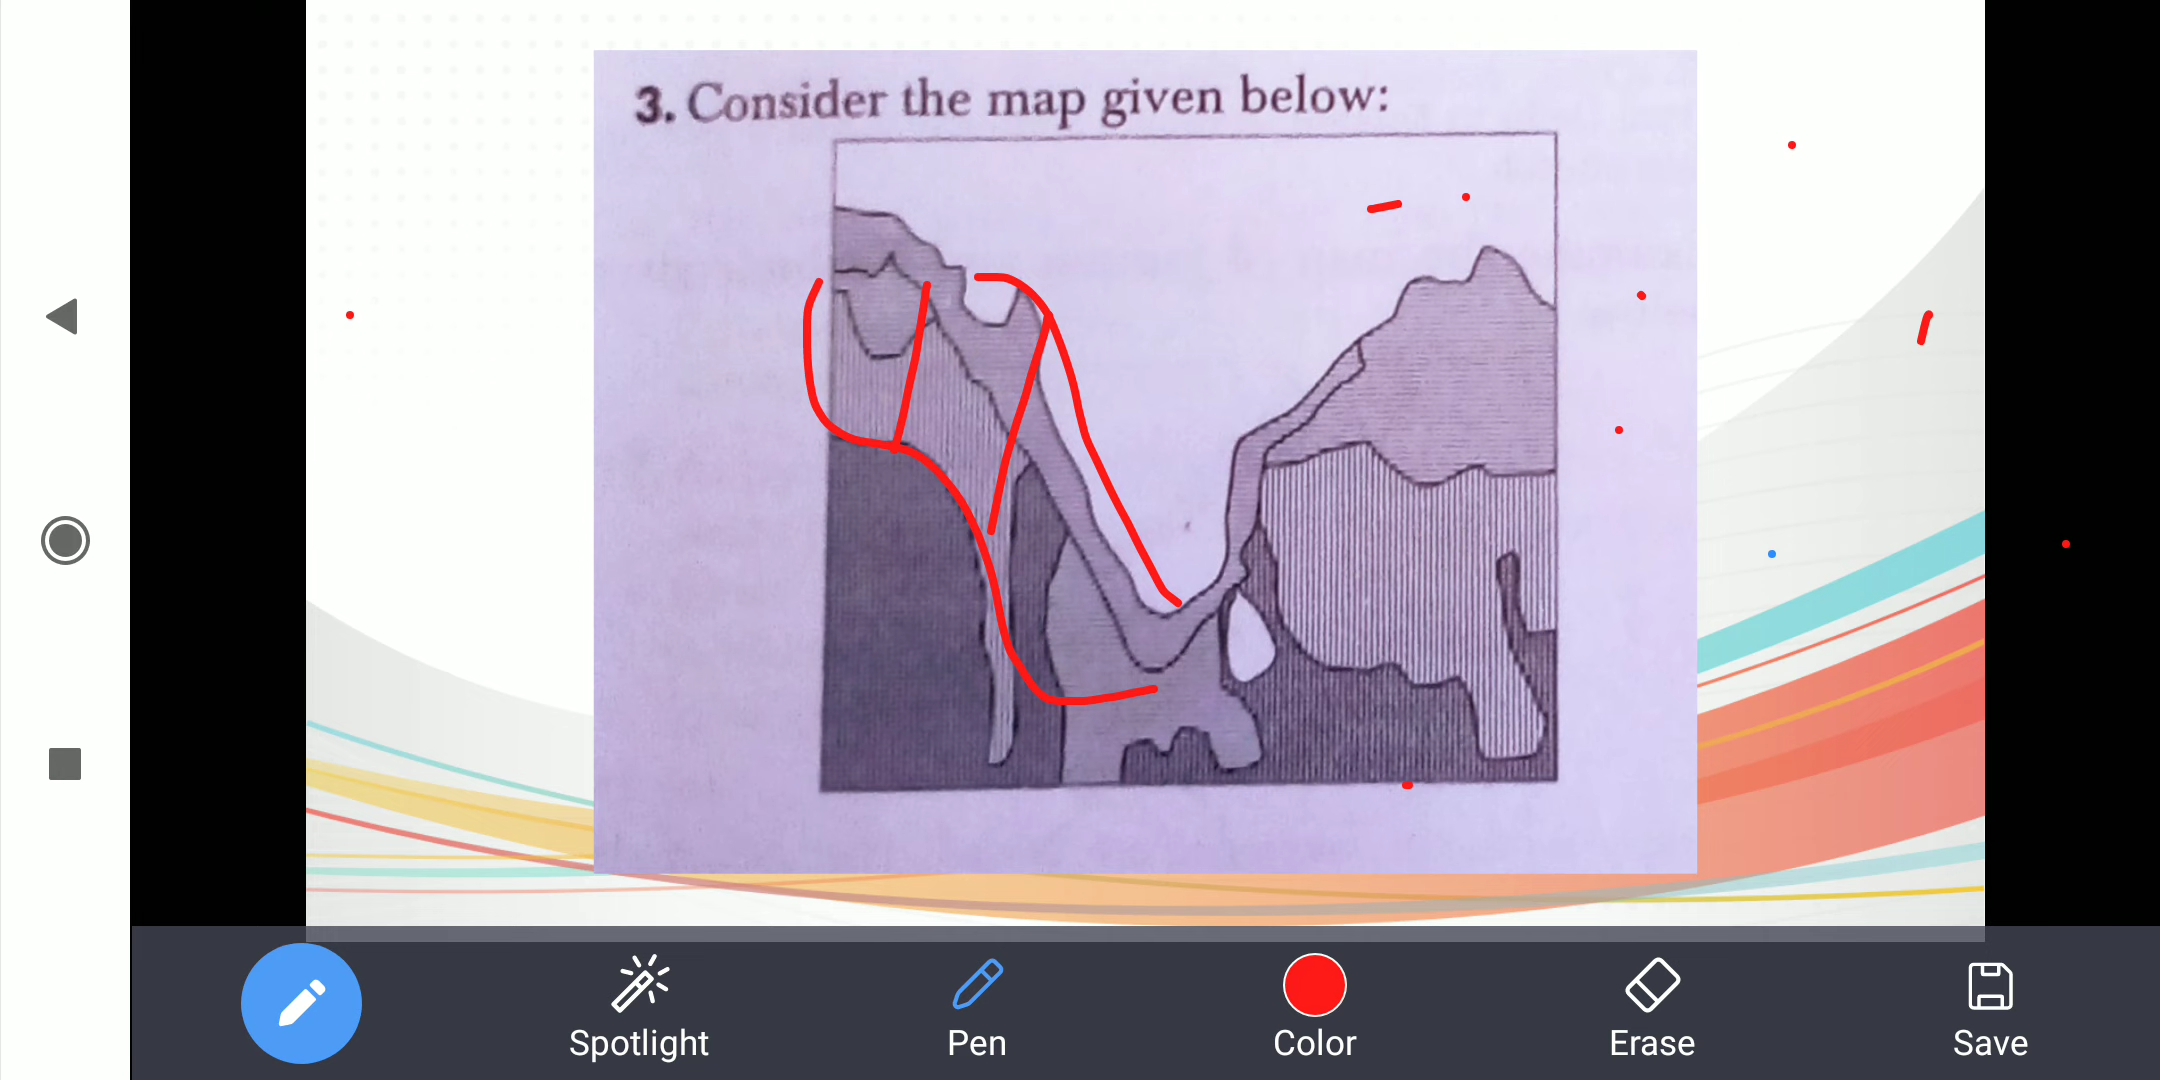 3. Consider the map given below:
Spotlight
Pen
Color
Erase
Save